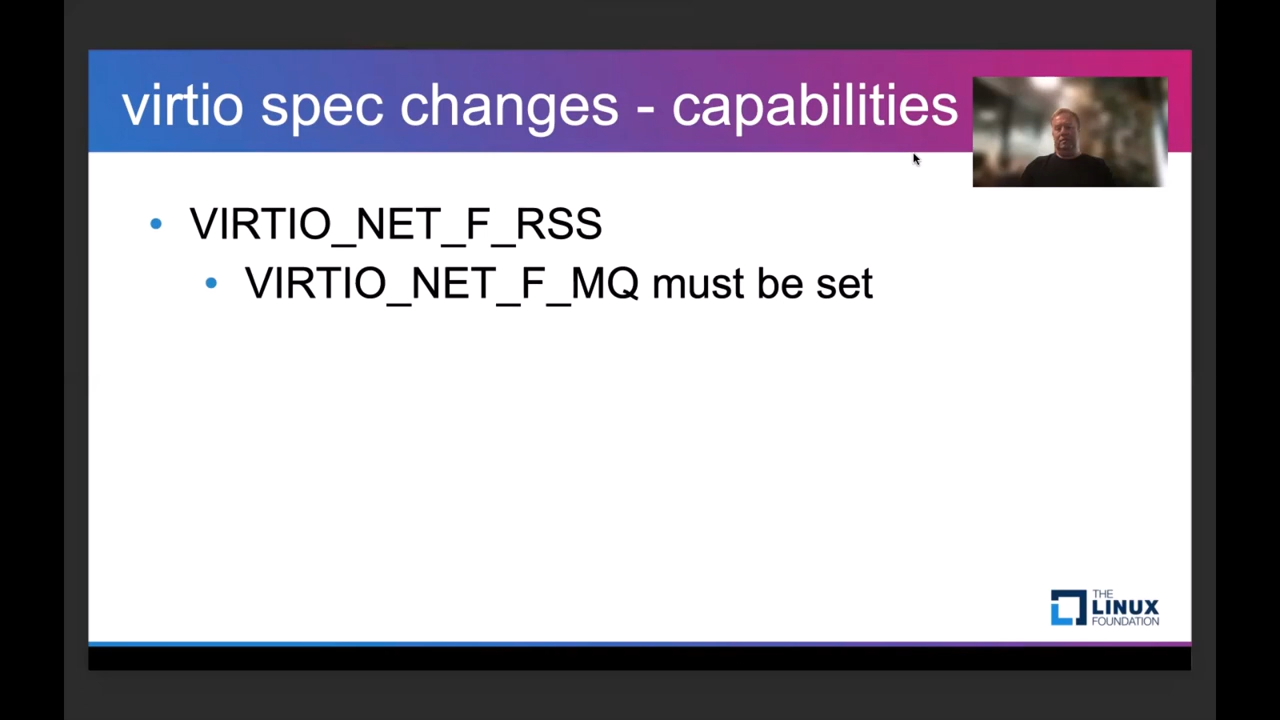 virtio spec changes - capabilities
• VIRTIO_NET_F_RSS
• VIRTIO_NET_F_MQ must be set
THE
LINUX
FOUNDATION